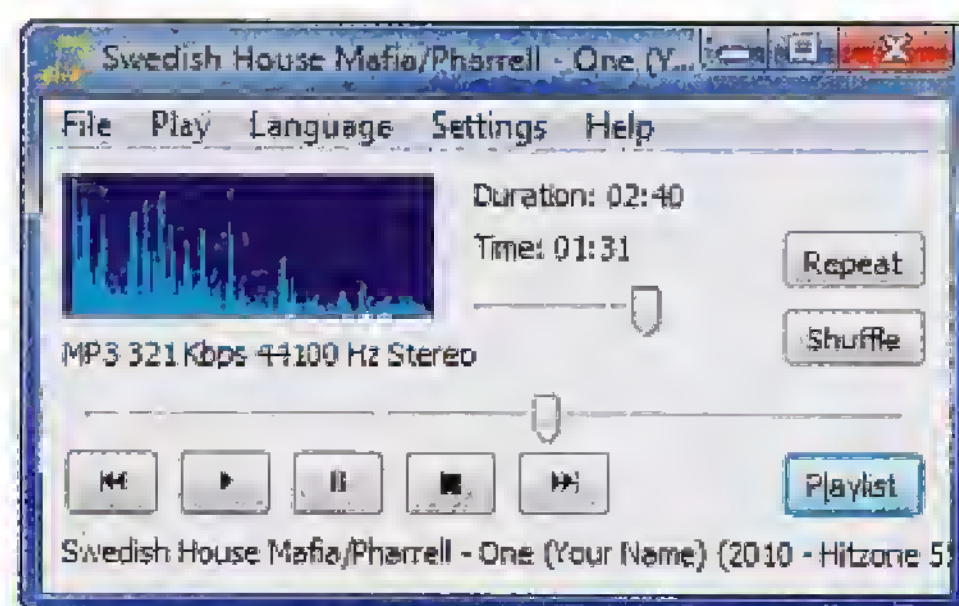 Swedish House Mafia/Pharrell - One (Y...
File Play Language Settings Help
Duration: 02:40
Time: 01:31
Repeat
MP3 321 Kbps 44100 Hz Stereo
Shuffle
Playlist
Swedish House Mafia/Pharrell - One (Your Name) (2010 - Hitzone 5